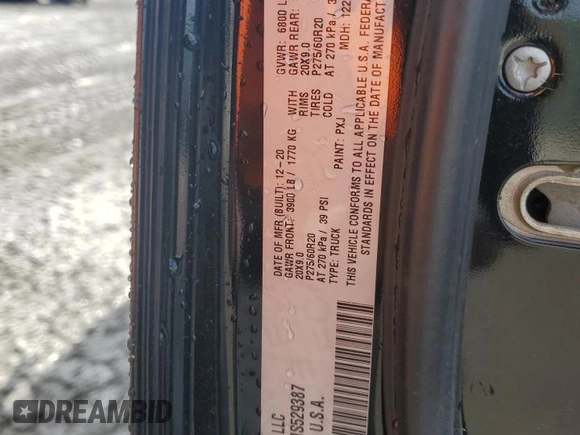 DATE OF MFR (BUILT): 12-20
GVWR: 6800
GAWR FRONT: 3900 LB / 1770 KG WITH
GAWR REAR:
20X9.0 RIMS
20X9.0
P275/60R20 TIRES
P275/60R20
AT 270 kPa / 39 PSI COLD
AT 270 kPa /
TYPE: TRUCK PAINT: PXJ MDH: 122
THIS VEHICLE CONFORMS TO ALL APPLICABLE U.S.A. FEDERA
STANDARDS IN EFFECT ON THE DATE OF MANUFACT
LLC
S529387
U.S.A.
DREAMBID